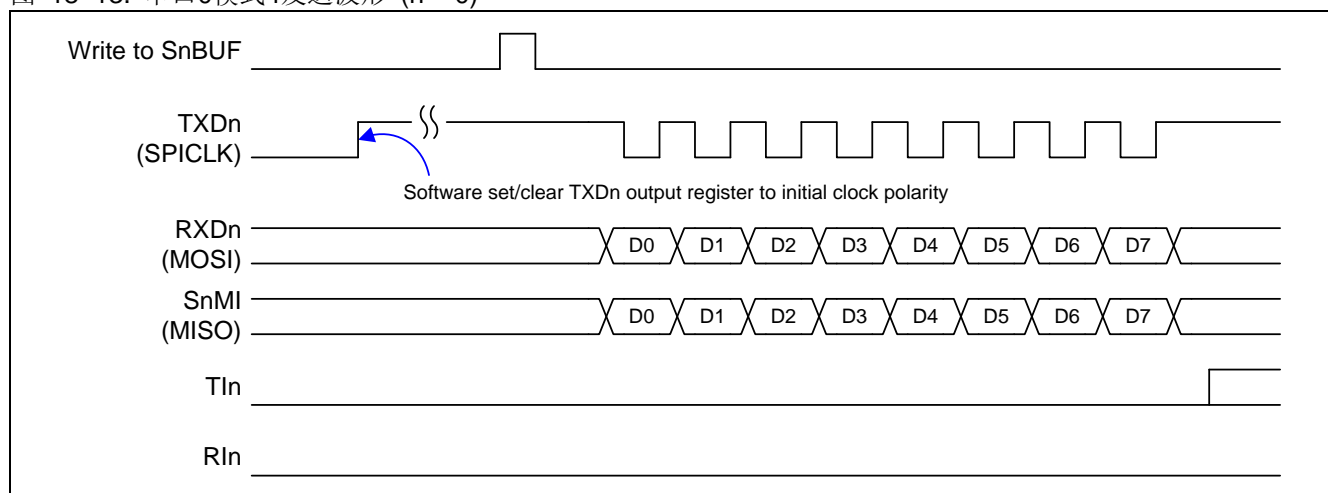 Write to SnBUF
TXDn
(SPICLK)
Software set/clear TXDn output register to initial clock polarity
RXDn
(MOSI)
D0 D1 D2 D3 D4 D5 D6 D7
SnMI
(MISO)
D0 D1 D2 D3 D4 D5 D6 D7
TIn
RIn